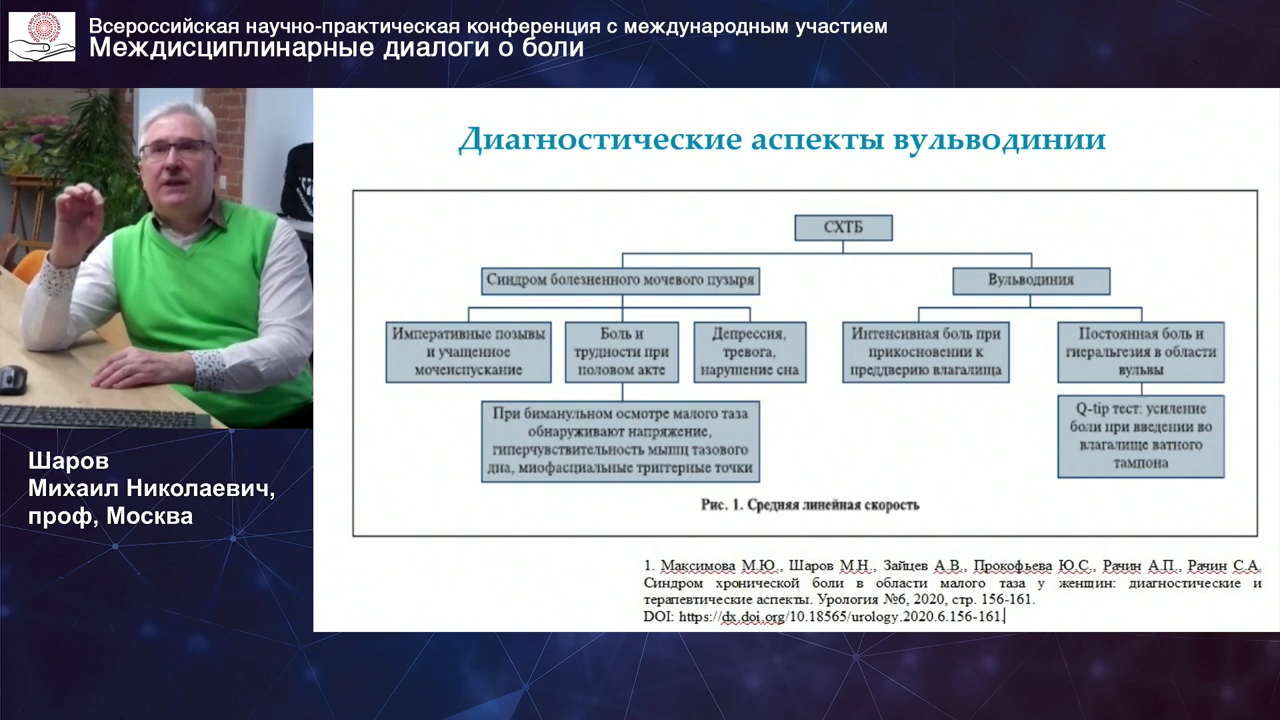 Всероссийская научно-практическая конференция с международным участием
Междисциплинарные диалоги о боли
Шаров
Михаил Николаевич,
проф, Москва
Диагностические аспекты вульводинии
СХТБ
Синдром болезненного мочевого пузыря
Вульводиния
Императивные позывы
и учащенное
мочеиспускание
Боль и
трудности при
половом акте
Депрессия,
тревога,
нарушение сна
Интенсивная боль при
прикосновении к
преддверию влагалища
Постоянная боль и
гиеральгезия в области
вульвы
При биманульном осмотре малого таза
обнаруживают напряжение,
гиперчувствительность мышц тазового
дна, миофасциальные триггерные точки
Q-tip тест: усиление
боли при введении во
влагалище ватного
тампона
Рис. 1. Средняя линейная скорость
1. Максимова М.Ю., Шаров М.Н., Зайцев А.В., Прокофьева Ю.С., Рачин А.П., Рачин С.А.
Синдром хронической боли в области малого таза у женщин: диагностические и
терапевтические аспекты. Урология №6, 2020, стр. 156-161.
DOI: https://dx.doi.org/10.18565/urology.2020.6.156-161.